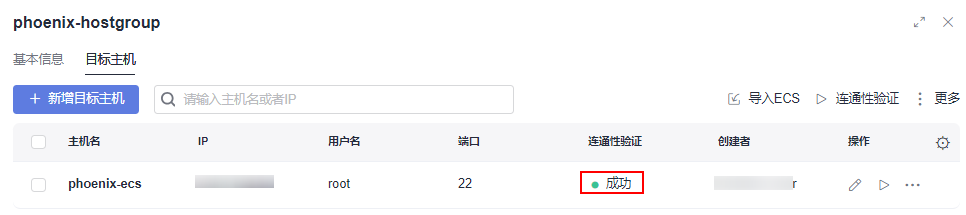 phoenix-hostgroup
基本信息 目标主机
新增目标主机 请输入主机名或者IP 导入ECS 连通性验证 更多
主机名 IP 用户名 端口 连通性验证 创建者 操作
phoenix-ecs root 22 成功 r